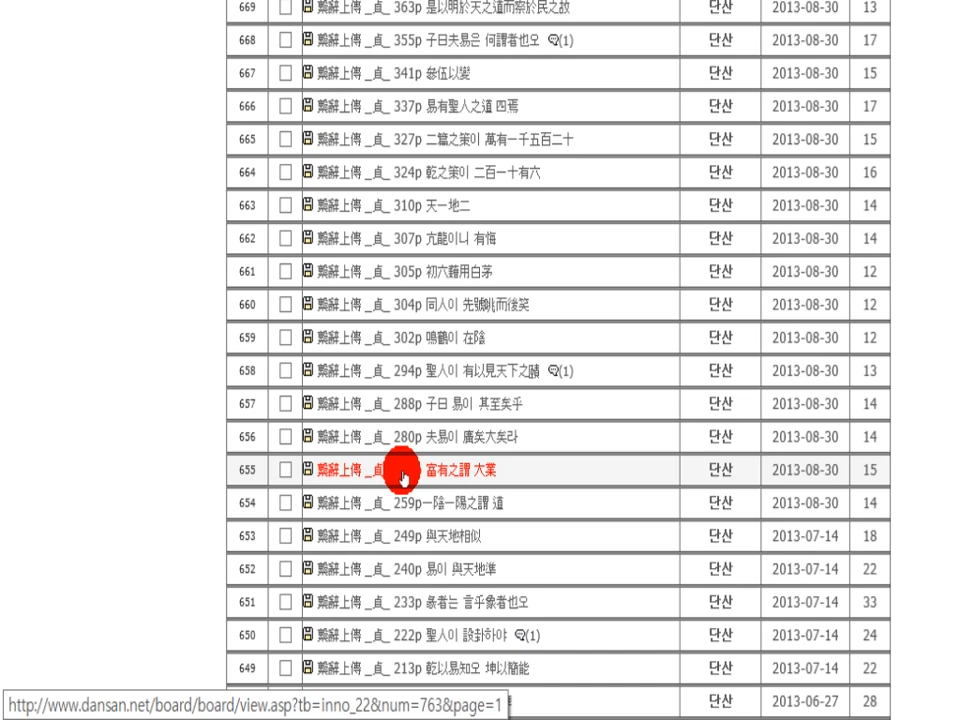 669 繫辭上傳 _貞_ 363p 是以明於天之道而察於民之故 단산 2013-08-30 13
668 繫辭上傳 _貞_ 355p 子曰夫易은 何謂者也오 (1) 단산 2013-08-30 17
667 繫辭上傳 _貞_ 341p 參伍以變 단산 2013-08-30 15
666 繫辭上傳 _貞_ 337p 易有聖人之道 四焉 단산 2013-08-30 17
665 繫辭上傳 _貞_ 327p 二篇之策이 萬有一千五百二十 단산 2013-08-30 15
664 繫辭上傳 _貞_ 324p 乾之策이 二百一十有六 단산 2013-08-30 16
663 繫辭上傳 _貞_ 310p 天一地二 단산 2013-08-30 14
662 繫辭上傳 _貞_ 307p 亢龍이니 有悔 단산 2013-08-30 14
661 繫辭上傳 _貞_ 305p 初六藉用白茅 단산 2013-08-30 12
660 繫辭上傳 _貞_ 304p 同人이 先號咷而後笑 단산 2013-08-30 12
659 繫辭上傳 _貞_ 302p 鳴鶴이 在陰 단산 2013-08-30 12
658 繫辭上傳 _貞_ 294p 聖人이 有以見天下之賾 (1) 단산 2013-08-30 13
657 繫辭上傳 _貞_ 288p 子曰 易이 其至矣乎 단산 2013-08-30 14
656 繫辭上傳 _貞_ 280p 夫易이 廣矣大矣라 단산 2013-08-30 14
655 繫辭上傳 _貞 富有之謂 大業 단산 2013-08-30 15
654 繫辭上傳 _貞_ 259p一陰一陽之謂 道 단산 2013-08-30 14
653 繫辭上傳 _貞_ 249p 與天地相似 단산 2013-07-14 18
652 繫辭上傳 _貞_ 240p 易이 與天地準 단산 2013-07-14 22
651 繫辭上傳 _貞_ 233p 彖者는 言乎象者也오 단산 2013-07-14 33
650 繫辭上傳 _貞_ 222p 聖人이 設卦하야 (1) 단산 2013-07-14 24
649 繫辭上傳 _貞_ 213p 乾以易知오 坤以簡能 단산 2013-07-14 22
단산 2013-06-27 28
http://www.dansan.net/board/board/view.asp?tb=inno_22&num=763&page=1